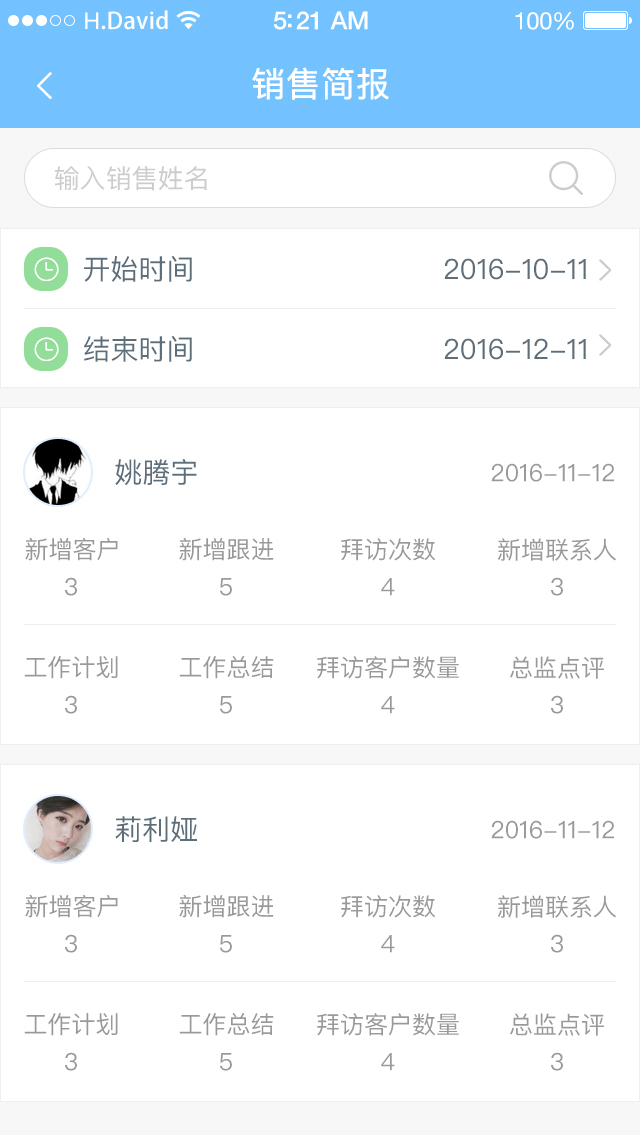 H.David 5:21 AM 100%
销售简报
输入销售姓名
开始时间 2016-10-11
结束时间 2016-12-11
姚腾宇 2016-11-12
新增客户 新增跟进 拜访次数 新增联系人
3 5 4 3
工作计划 工作总结 拜访客户数量 总监点评
3 5 4 3
莉利娅 2016-11-12
新增客户 新增跟进 拜访次数 新增联系人
3 5 4 3
工作计划 工作总结 拜访客户数量 总监点评
3 5 4 3